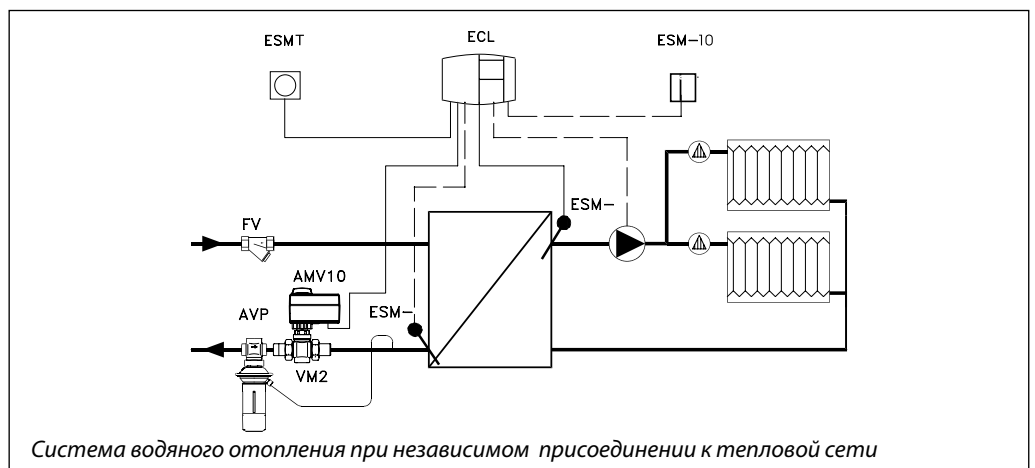 ESMT
ECL
ESM-10
ESM-
FV
AMV10
ESM-
AVP
VM2
Система водяного отопления при независимом присоединении к тепловой сети